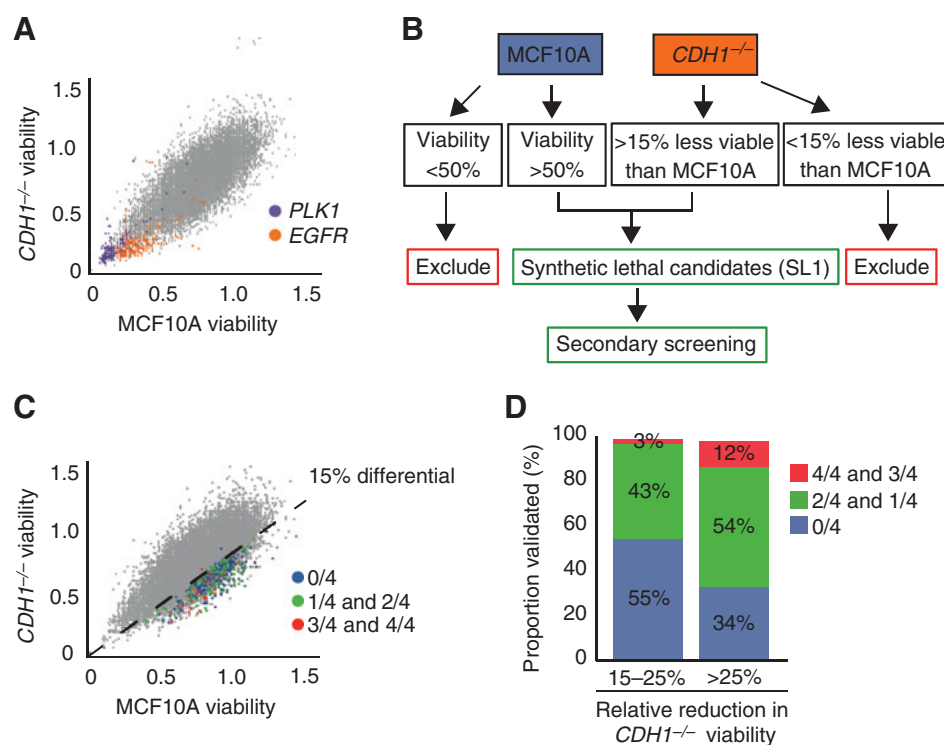 A
CDH1–/– viability
1.5
1.0
0.5
0
0 0.5 1.0 1.5
MCF10A viability
PLK1
EGFR
B
MCF10A
CDH1–/–
Viability
<50%
Viability
>50%
>15% less viable
than MCF10A
<15% less viable
than MCF10A
Exclude
Synthetic lethal candidates (SL1)
Exclude
Secondary screening
C
CDH1–/– viability
1.5
1.0
0.5
0
0 0.5 1.0 1.5
MCF10A viability
15% differential
0/4
1/4 and 2/4
3/4 and 4/4
D
Proportion validated (%)
100
80
60
40
20
0
3%
43%
55%
12%
54%
34%
4/4 and 3/4
2/4 and 1/4
0/4
15–25% >25%
Relative reduction in
CDH1–/– viability